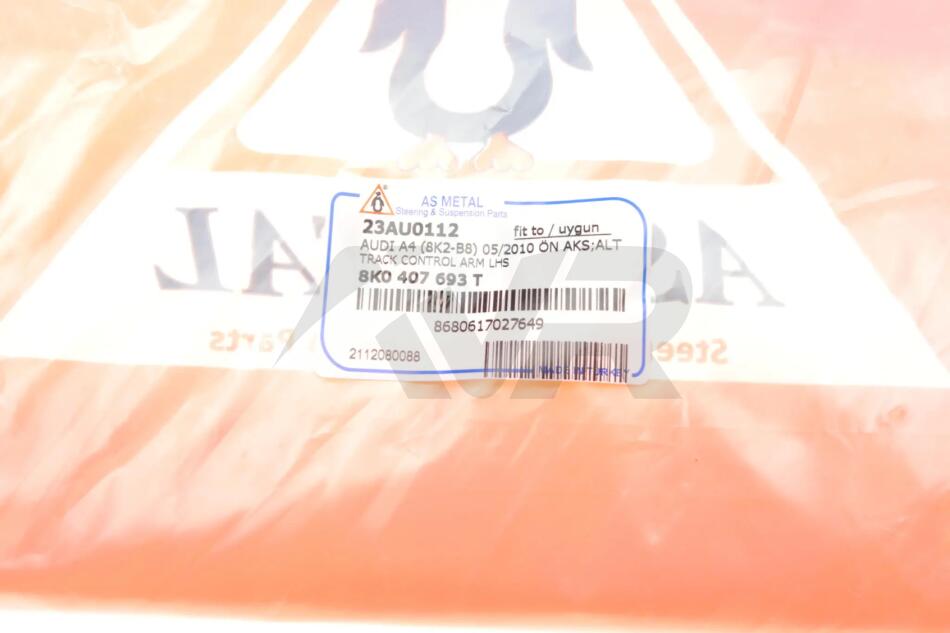 AS METAL
Steering & Suspension Parts
23AU0112 fit to / uygun
AUDI A4 (8K2-B8) 05/2010 ÖN AKS;ALT
TRACK CONTROL ARM LHS
8K0 407 693 T
8680617027649
2112080088
MADE IN TURKEY